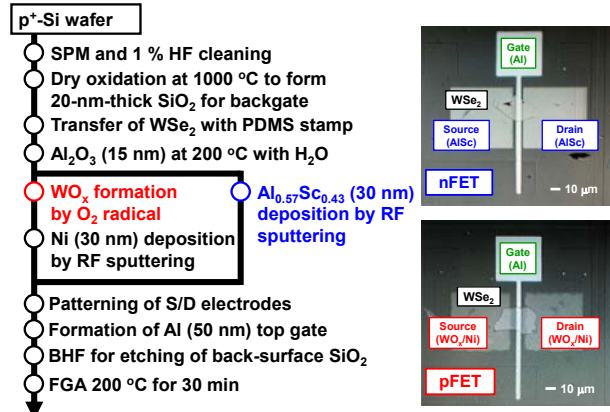 p⁺-Si wafer
SPM and 1 % HF cleaning
Dry oxidation at 1000 °C to form
20-nm-thick SiO₂ for backgate
Transfer of WSe₂ with PDMS stamp
Al₂O₃ (15 nm) at 200 °C with H₂O
WOₓ formation
by O₂ radical
Ni (30 nm) deposition
by RF sputtering
Al₀.₅₇Sc₀.₄₃ (30 nm)
deposition by RF
sputtering
Patterning of S/D electrodes
Formation of Al (50 nm) top gate
BHF for etching of back-surface SiO₂
FGA 200 °C for 30 min
Gate
(Al)
WSe₂
Source
(AlSc)
Drain
(AlSc)
nFET
10 μm
Gate
(Al)
WSe₂
Source
(WOₓ/Ni)
Drain
(WOₓ/Ni)
pFET
10 μm